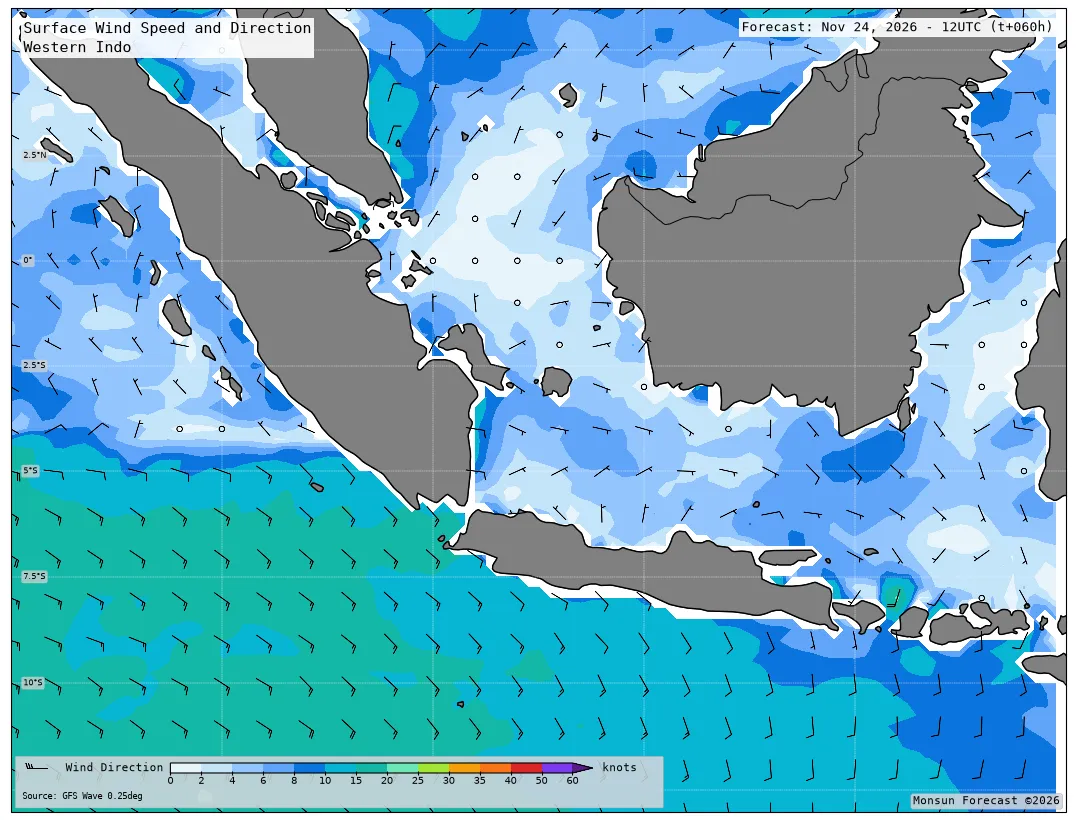 Surface Wind Speed and Direction
Western Indo
Forecast: Nov 24, 2026 - 12UTC (t+060h)
2.5°N
0°
2.5°S
5°S
7.5°S
10°S
Wind Direction
0 2 4 6 8 10 15 20 25 30 35 40 50 60
knots
Source: GFS Wave 0.25deg
Monsun Forecast ©2026